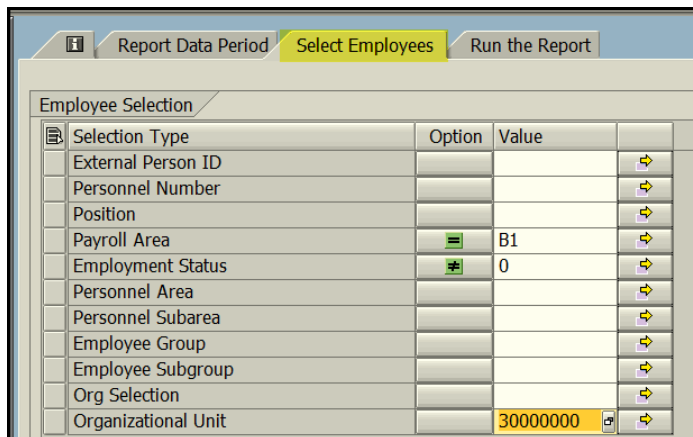 Report Data Period Select Employees Run the Report
Employee Selection
Selection Type Option Value
External Person ID
Personnel Number
Position
Payroll Area = B1
Employment Status ≠ 0
Personnel Area
Personnel Subarea
Employee Group
Employee Subgroup
Org Selection
Organizational Unit 30000000